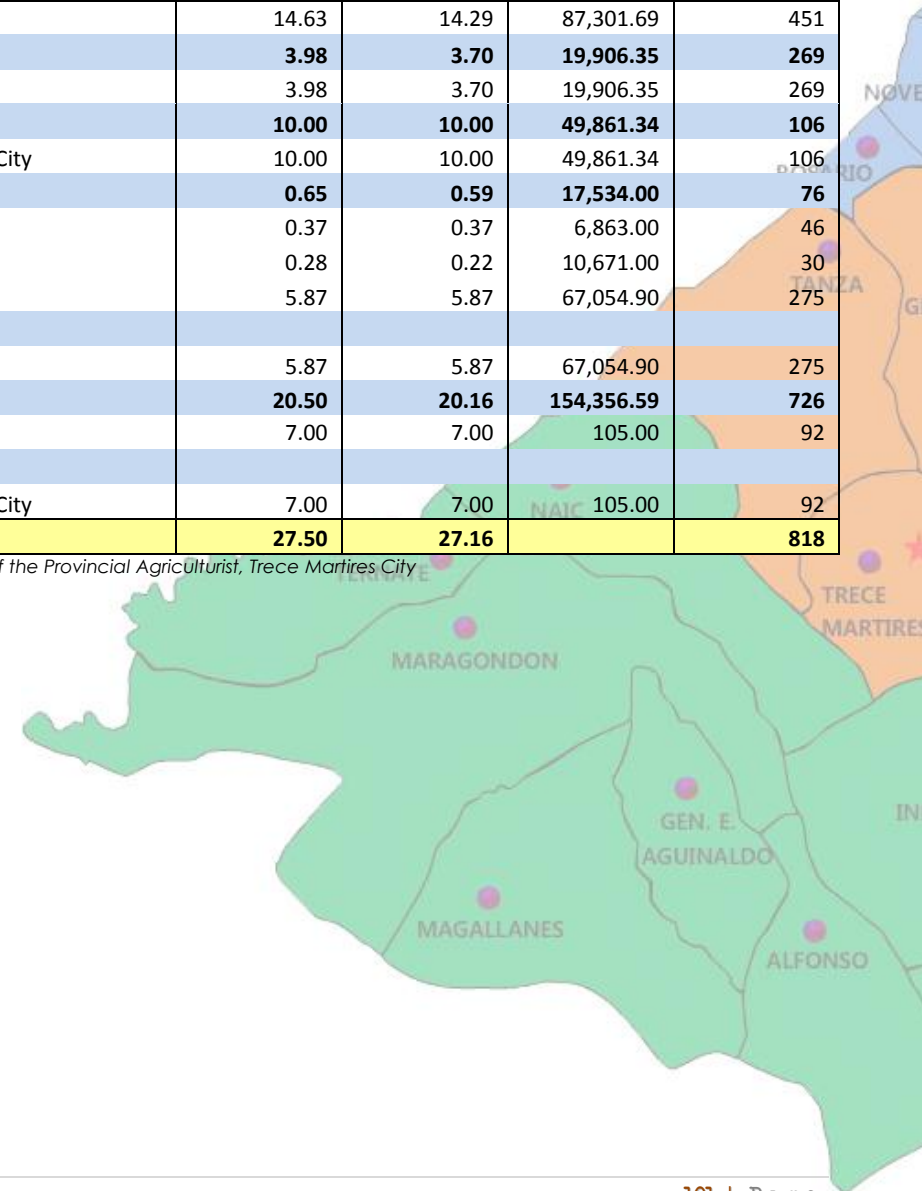 14.63 14.29 87,301.69 451
3.98 3.70 19,906.35 269
3.98 3.70 19,906.35 269
10.00 10.00 49,861.34 106
City 10.00 10.00 49,861.34 106
0.65 0.59 17,534.00 76
0.37 0.37 6,863.00 46
0.28 0.22 10,671.00 30
5.87 5.87 67,054.90 275
5.87 5.87 67,054.90 275
20.50 20.16 154,356.59 726
7.00 7.00 105.00 92
City 7.00 7.00 105.00 92
27.50 27.16 818
f the Provincial Agriculturist, Trece Martires City
NOVE
ROSARIO
TANZA
G
NAIC
TERNATE
TRECE
MARTIRES
MARAGONDON
GEN. E.
AGUINALDO
IN
MAGALLANES
ALFONSO